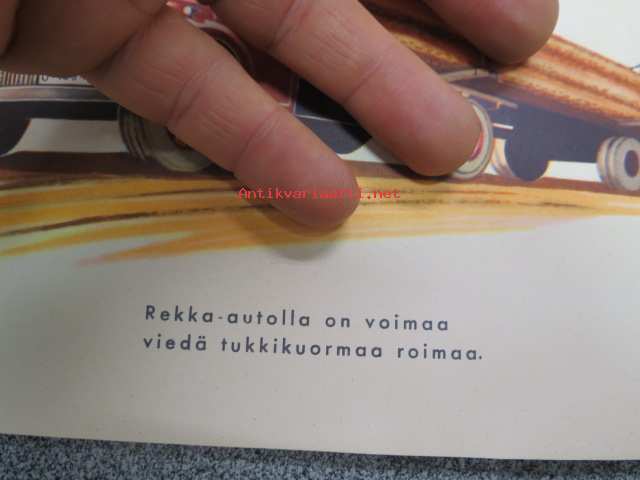 Antikvariaatti.net
Rekka-autolla on voimaa
viedä tukkikuormaa roimaa.